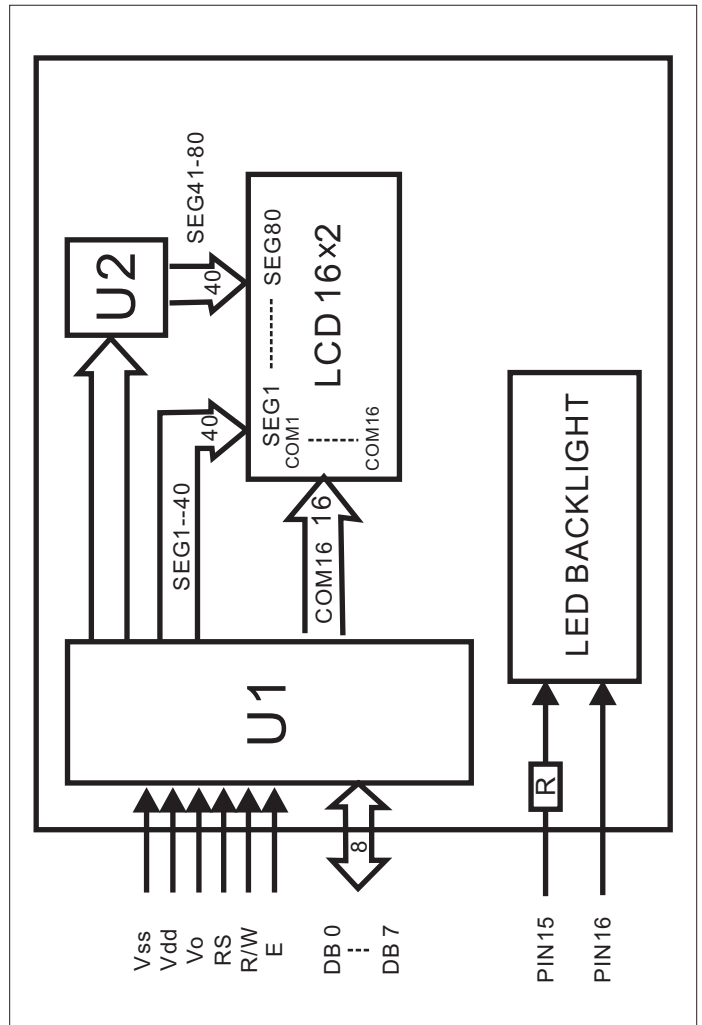 Vss
Vdd
Vo
RS
R/W
E
DB 0
DB 7
8
U1
U2
SEG1--40
40
SEG41-80
40
COM16
16
SEG1 -------- SEG80
COM1
COM16
LCD 16×2
PIN15
PIN16
R
LED BACKLIGHT